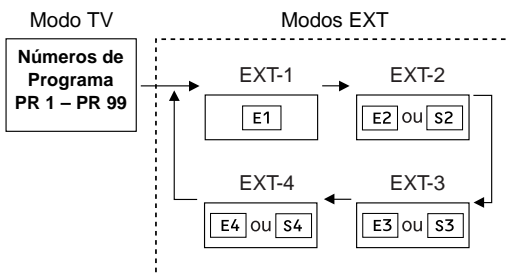 Modo TV
Modos EXT
Números de
Programa
PR 1 – PR 99
EXT-1
EXT-2
E1
E2 ou S2
EXT-4
EXT-3
E4 ou S4
E3 ou S3